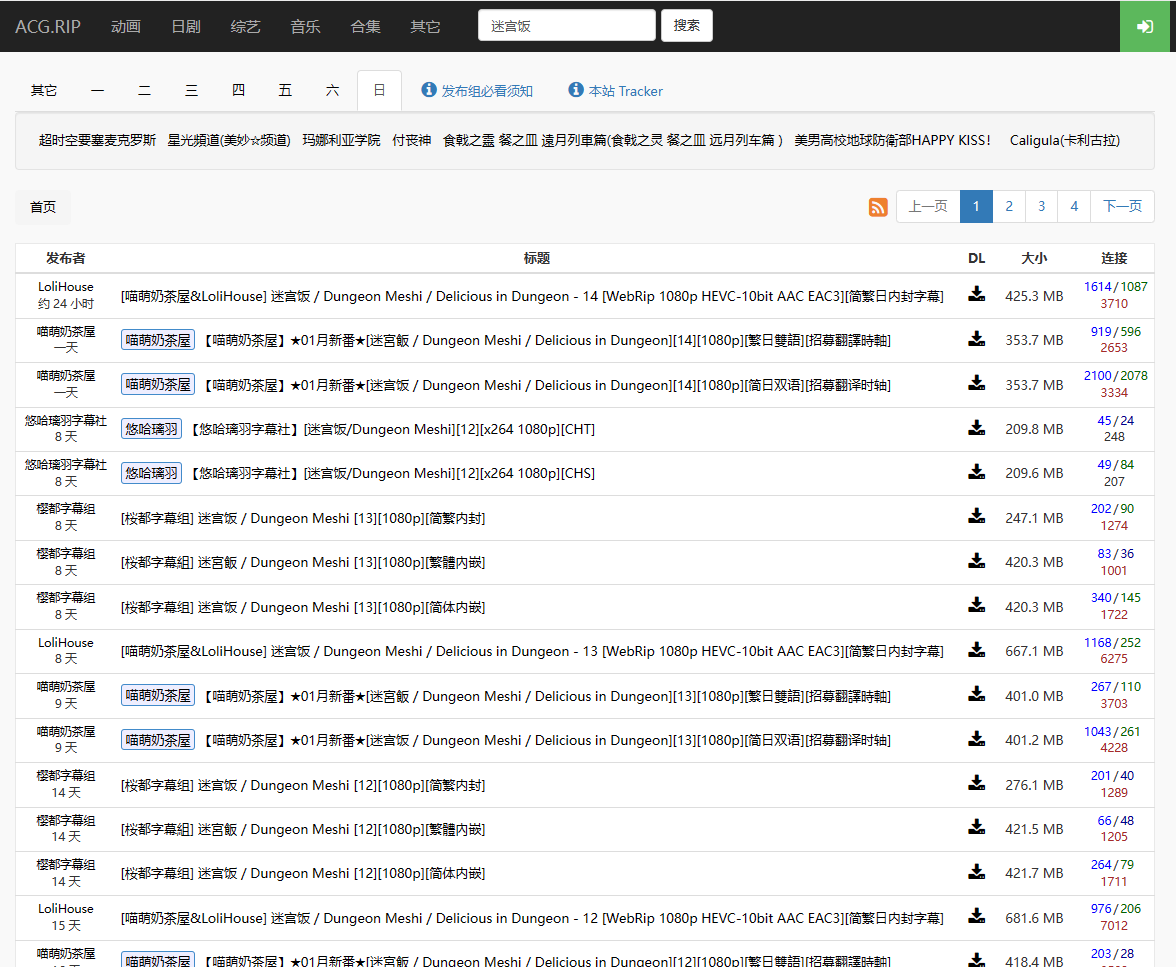 ACG.RIP 动画 日剧 综艺 音乐 合集 其它 迷宫饭 搜索
其它 一 二 三 四 五 六 日 发布组必看须知 本站 Tracker
超时空要塞麦克罗斯 星光頻道(美妙☆频道) 玛娜利亚学院 付丧神 食戟之靈 餐之皿 遠月列車篇(食戟之灵 餐之皿 远月列车篇 ) 美男高校地球防衛部HAPPY KISS! Caligula(卡利古拉)
首页 上一页 1 2 3 4 下一页
发布者 标题 DL 大小 连接
LoliHouse
约 24 小时
[喵萌奶茶屋&LoliHouse] 迷宫饭 / Dungeon Meshi / Delicious in Dungeon - 14 [WebRip 1080p HEVC-10bit AAC EAC3][简繁日内封字幕] 425.3 MB
1614/1087
3710
喵萌奶茶屋
一天
喵萌奶茶屋 【喵萌奶茶屋】★01月新番★[迷宮飯 / Dungeon Meshi / Delicious in Dungeon][14][1080p][繁日雙語][招募翻譯時軸] 353.7 MB
919/596
2653
喵萌奶茶屋
一天
喵萌奶茶屋 【喵萌奶茶屋】★01月新番★[迷宫饭 / Dungeon Meshi / Delicious in Dungeon][14][1080p][简日双语][招募翻译时轴] 353.7 MB
2100/2078
3334
悠哈璃羽字幕社
8 天
悠哈璃羽 【悠哈璃羽字幕社】[迷宫饭/Dungeon Meshi][12][x264 1080p][CHT] 209.8 MB
45/24
248
悠哈璃羽字幕社
8 天
悠哈璃羽 【悠哈璃羽字幕社】[迷宫饭/Dungeon Meshi][12][x264 1080p][CHS] 209.6 MB
49/84
207
樱都字幕组
8 天
[桜都字幕组] 迷宫饭 / Dungeon Meshi [13][1080p][简繁内封] 247.1 MB
202/90
1274
樱都字幕组
8 天
[桜都字幕組] 迷宮飯 / Dungeon Meshi [13][1080p][繁體內嵌] 420.3 MB
83/36
1001
樱都字幕组
8 天
[桜都字幕组] 迷宫饭 / Dungeon Meshi [13][1080p][简体内嵌] 420.3 MB
340/145
1722
LoliHouse
8 天
[喵萌奶茶屋&LoliHouse] 迷宫饭 / Dungeon Meshi / Delicious in Dungeon - 13 [WebRip 1080p HEVC-10bit AAC EAC3][简繁日内封字幕] 667.1 MB
1168/252
6275
喵萌奶茶屋
9 天
喵萌奶茶屋 【喵萌奶茶屋】★01月新番★[迷宮飯 / Dungeon Meshi / Delicious in Dungeon][13][1080p][繁日雙語][招募翻譯時軸] 401.0 MB
267/110
3703
喵萌奶茶屋
9 天
喵萌奶茶屋 【喵萌奶茶屋】★01月新番★[迷宫饭 / Dungeon Meshi / Delicious in Dungeon][13][1080p][简日双语][招募翻译时轴] 401.2 MB
1043/261
4228
樱都字幕组
14 天
[桜都字幕组] 迷宫饭 / Dungeon Meshi [12][1080p][简繁内封] 276.1 MB
201/40
1289
樱都字幕组
14 天
[桜都字幕組] 迷宮飯 / Dungeon Meshi [12][1080p][繁體內嵌] 421.5 MB
66/48
1205
樱都字幕组
14 天
[桜都字幕组] 迷宫饭 / Dungeon Meshi [12][1080p][简体内嵌] 421.7 MB
264/79
1711
LoliHouse
15 天
[喵萌奶茶屋&LoliHouse] 迷宫饭 / Dungeon Meshi / Delicious in Dungeon - 12 [WebRip 1080p HEVC-10bit AAC EAC3][简繁日内封字幕] 681.6 MB
976/206
7012
喵萌奶茶屋
喵萌奶茶屋 【喵萌奶茶屋】★01月新番★[迷宮飯 / Dungeon Meshi / Delicious in Dungeon][12][1080p][繁日雙語][招募翻譯時軸] 418.4 MB
203/28